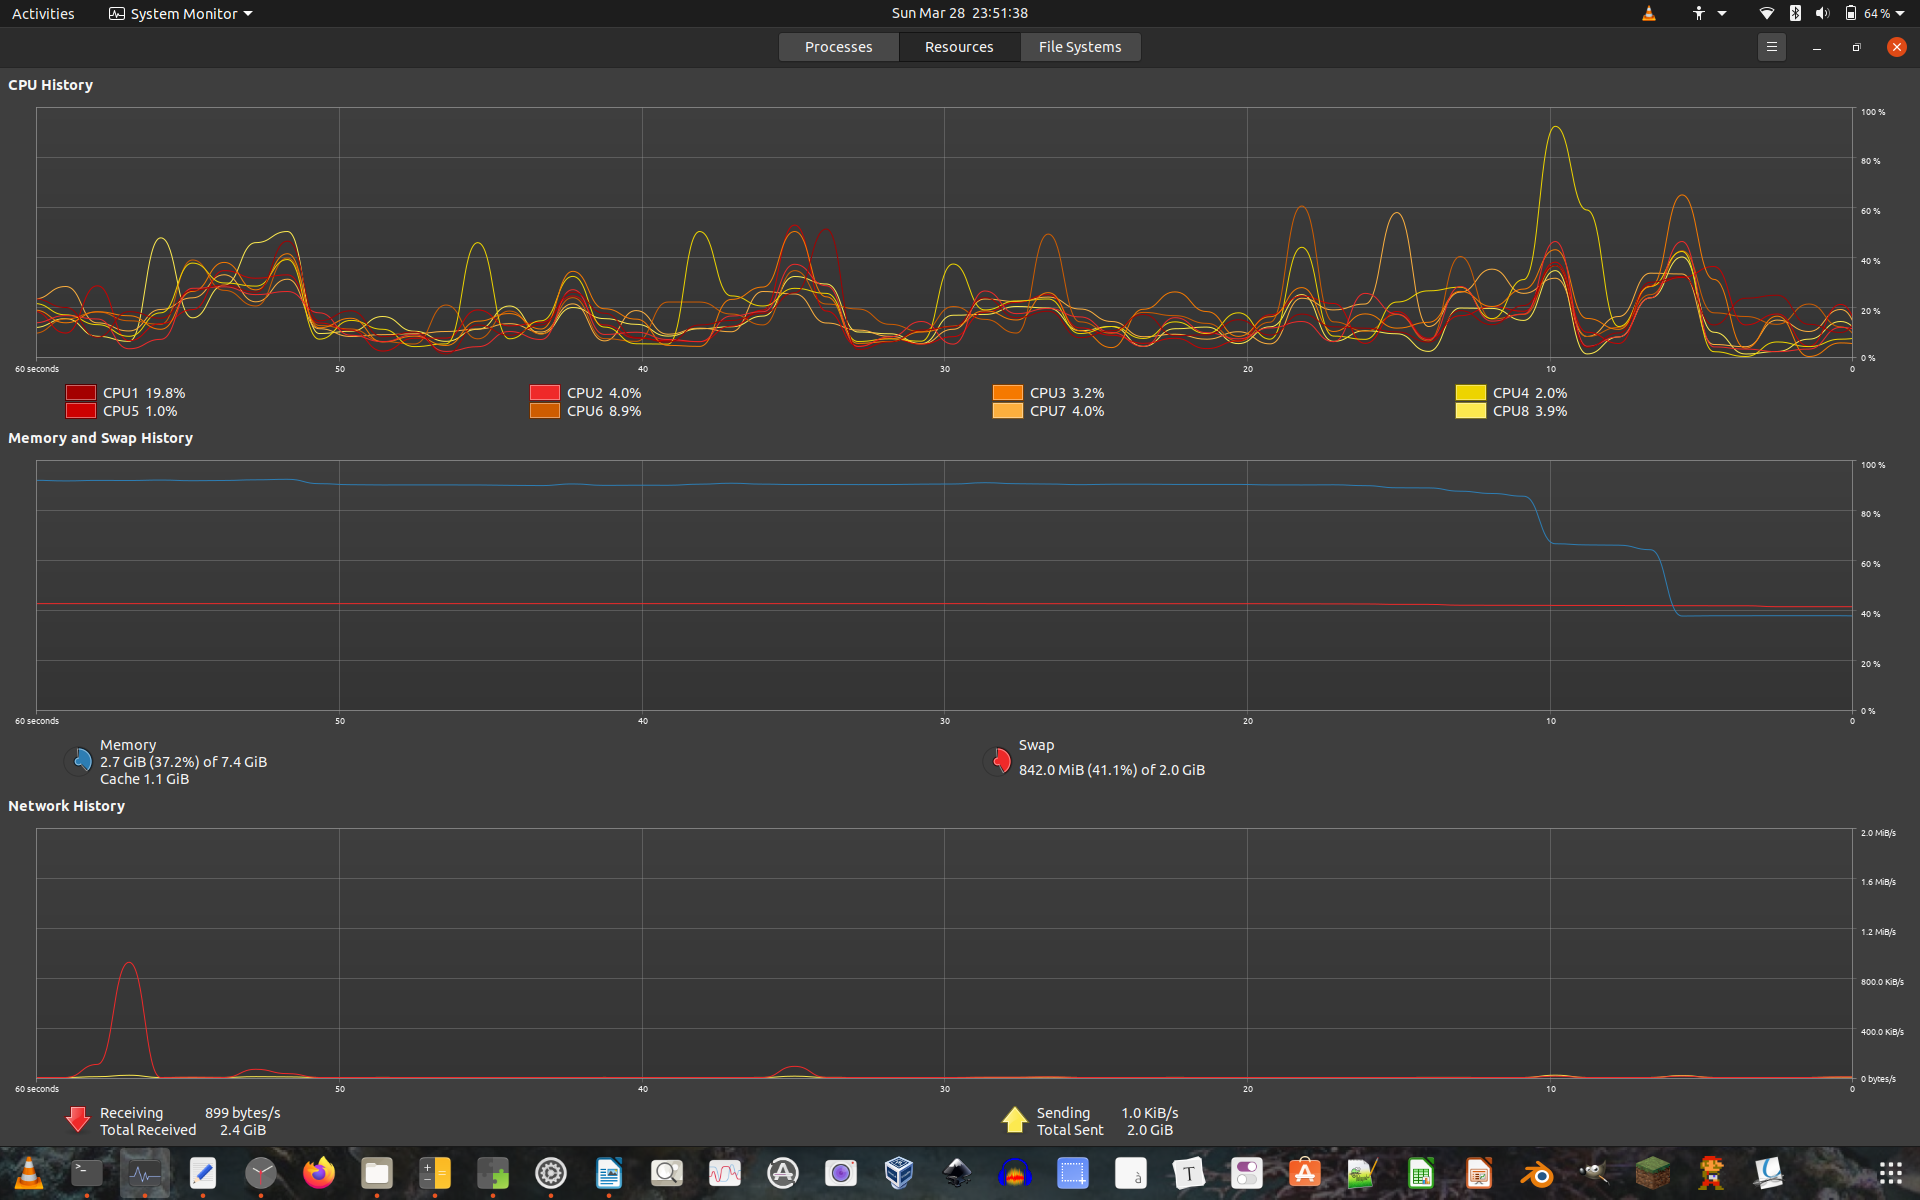 Activities System Monitor Sun Mar 28 23:51:38 64 %
Processes Resources File Systems
CPU History
100 %
80 %
60 %
40 %
20 %
0 %
60 seconds 50 40 30 20 10 0
CPU1 19.8% CPU2 4.0% CPU3 3.2% CPU4 2.0%
CPU5 1.0% CPU6 8.9% CPU7 4.0% CPU8 3.9%
Memory and Swap History
100 %
80 %
60 %
40 %
20 %
0 %
60 seconds 50 40 30 20 10 0
Memory Swap
2.7 GiB (37.2%) of 7.4 GiB 842.0 MiB (41.1%) of 2.0 GiB
Cache 1.1 GiB
Network History
2.0 MiB/s
1.6 MiB/s
1.2 MiB/s
800.0 KiB/s
400.0 KiB/s
0 bytes/s
60 seconds 50 40 30 20 10 0
Receiving 899 bytes/s Sending 1.0 KiB/s
Total Received 2.4 GiB Total Sent 2.0 GiB